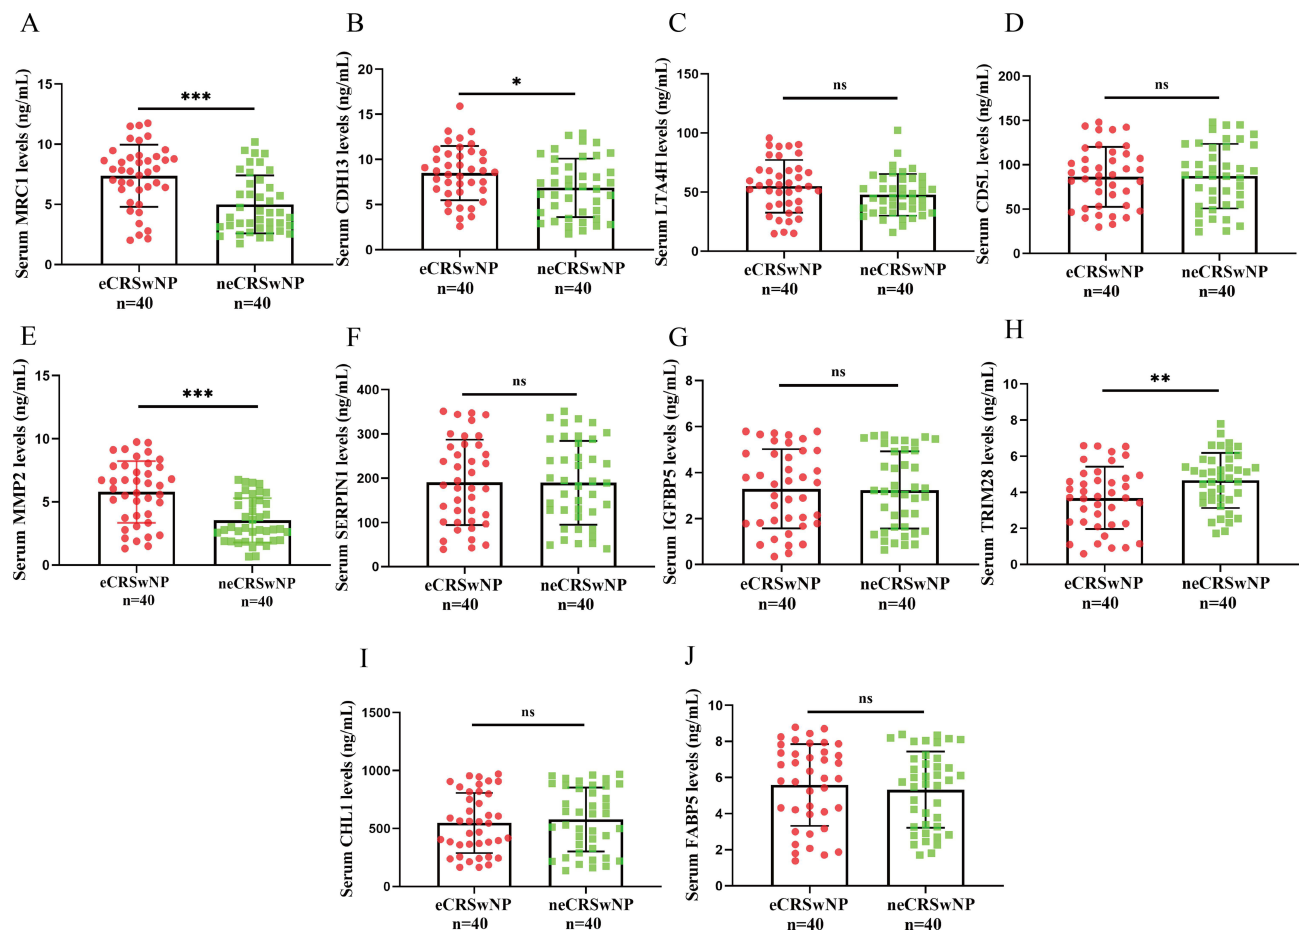 A
Serum MRC1 levels (ng/mL)
15
10
5
0
***
eCRSwNP
n=40
neCRSwNP
n=40
B
Serum CDH13 levels (ng/mL)
20
15
10
5
0
*
eCRSwNP
n=40
neCRSwNP
n=40
C
Serum LTA4H levels (ng/mL)
150
100
50
0
ns
eCRSwNP
n=40
neCRSwNP
n=40
D
Serum CD5L levels (ng/mL)
200
150
100
50
0
ns
eCRSwNP
n=40
neCRSwNP
n=40
E
Serum MMP2 levels (ng/mL)
15
10
5
0
***
eCRSwNP
n=40
neCRSwNP
n=40
F
Serum SERPIN1 levels (ng/mL)
400
300
200
100
0
ns
eCRSwNP
n=40
neCRSwNP
n=40
G
Serum IGFBP5 levels (ng/mL)
8
6
4
2
0
ns
eCRSwNP
n=40
neCRSwNP
n=40
H
Serum TRIM28 levels (ng/mL)
10
8
6
4
2
0
**
eCRSwNP
n=40
neCRSwNP
n=40
I
Serum CHL1 levels (ng/mL)
1500
1000
500
0
ns
eCRSwNP
n=40
neCRSwNP
n=40
J
Serum FABP5 levels (ng/mL)
10
8
6
4
2
0
ns
eCRSwNP
n=40
neCRSwNP
n=40